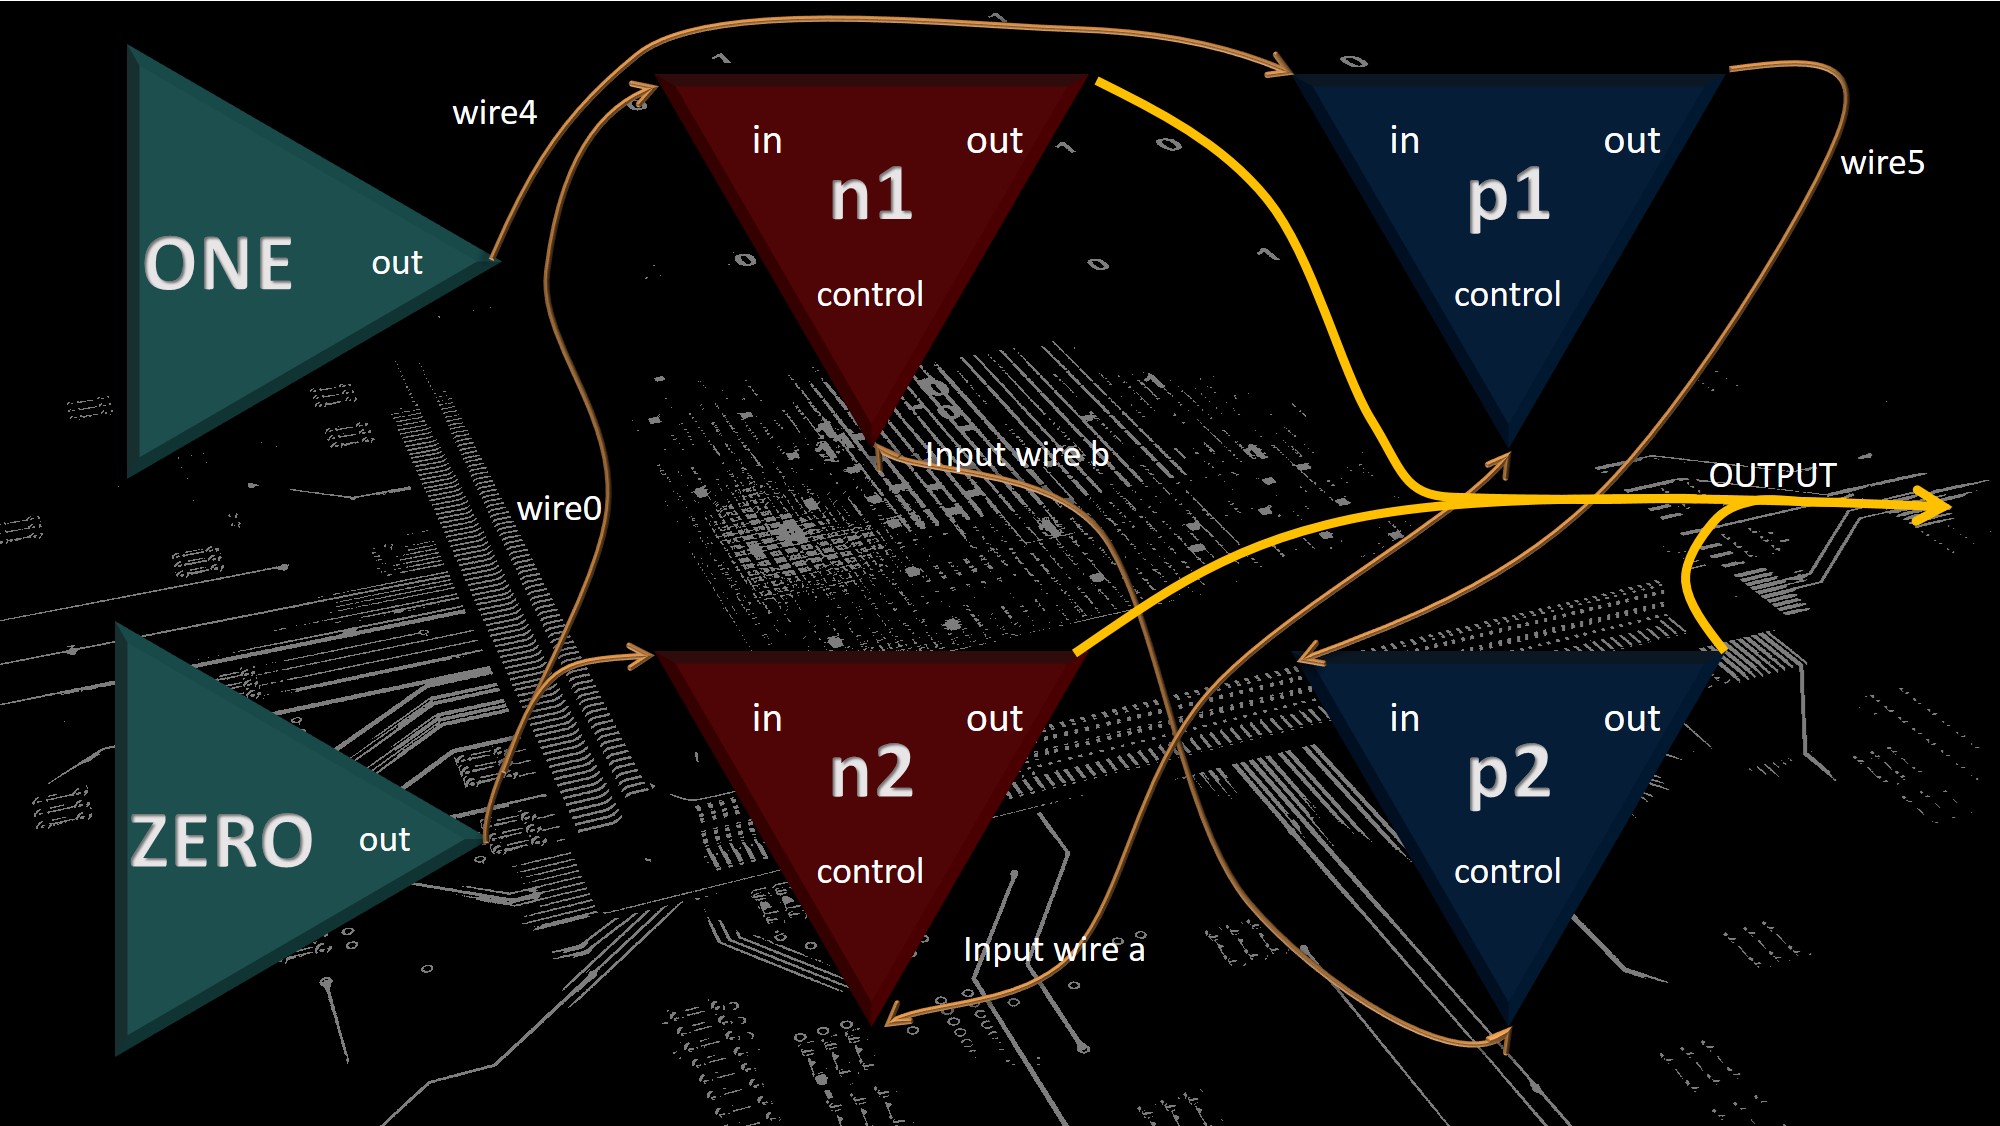 wire4
in
out
n1
control
in
out
p1
control
wire5
ONE
out
Input wire b
OUTPUT
wire0
in
out
n2
control
in
out
p2
control
ZERO
out
Input wire a